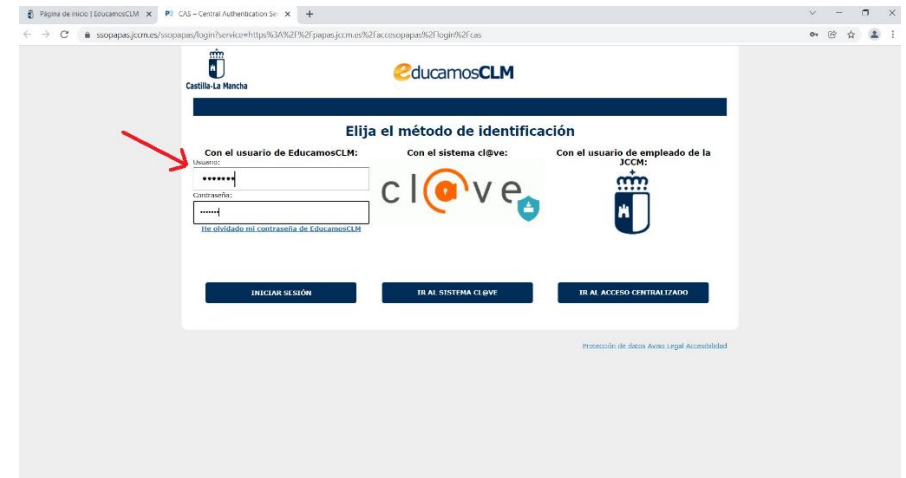 Página de inicio | EducamosCLM
CAS – Central Authentication Ser
ssopapas.jccm.es/ssopapas/login?service=https%3A%2F%2Fpapas.jccm.es%2Faccesopapas%2Flogin%2Fcas
Castilla-La Mancha
educamosCLM
Elija el método de identificación
Con el usuario de EducamosCLM:
Usuario:
•••••••
Contraseña:
••••••
He olvidado mi contraseña de EducamosCLM
INICIAR SESIÓN
Con el sistema cl@ve:
cl@ve
IR AL SISTEMA CL@VE
Con el usuario de empleado de la
JCCM:
IR AL ACCESO CENTRALIZADO
Protección de datos Aviso Legal Accesibilidad